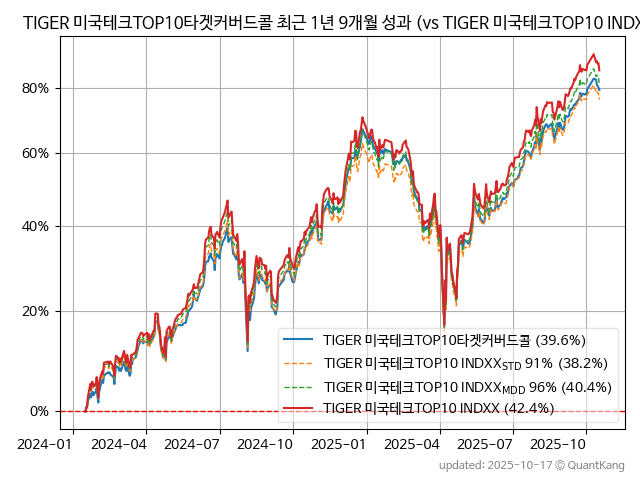 TIGER 미국테크TOP10타겟커버드콜 최근 1년 9개월 성과 (vs TIGER 미국테크TOP10 INDX
80%
60%
40%
20%
0%
TIGER 미국테크TOP10타겟커버드콜 (39.6%)
TIGER 미국테크TOP10 INDXX_STD 91% (38.2%)
TIGER 미국테크TOP10 INDXX_MDD 96% (40.4%)
TIGER 미국테크TOP10 INDXX (42.4%)
2024-01 2024-04 2024-07 2024-10 2025-01 2025-04 2025-07 2025-10
updated: 2025-10-17 © QuantKang